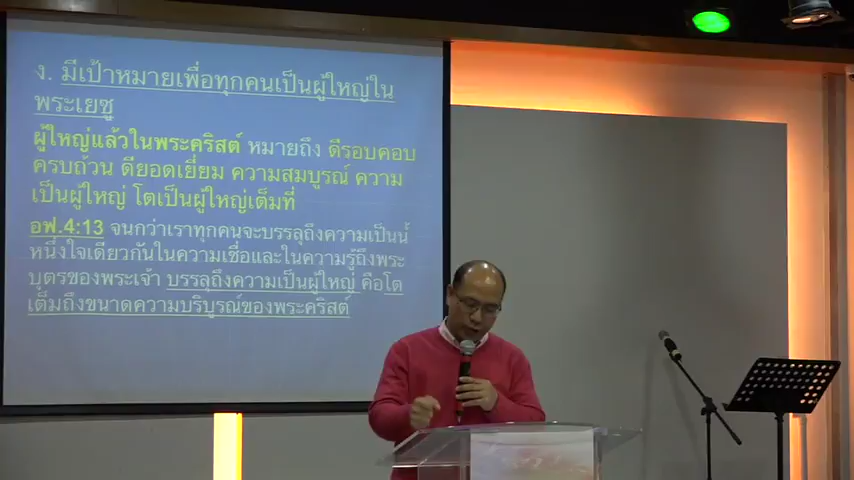 ง. มีเป้าหมายเพื่อทุกคนเป็นผู้ใหญ่ใน
พระเยซู
ผู้ใหญ่แล้วในพระคริสต์ หมายถึง ดีรอบคอบ
ครบถ้วน ดียอดเยี่ยม ความสมบูรณ์ ความ
เป็นผู้ใหญ่ โตเป็นผู้ใหญ่เต็มที่
อฟ.4:13 จนกว่าเราทุกคนจะบรรลุถึงความเป็นน้ำ
หนึ่งใจเดียวกันในความเชื่อและในความรู้ถึงพระ
บุตรของพระเจ้า บรรลุถึงความเป็นผู้ใหญ่ คือโต
เต็มถึงขนาดความบริบูรณ์ของพระคริสต์